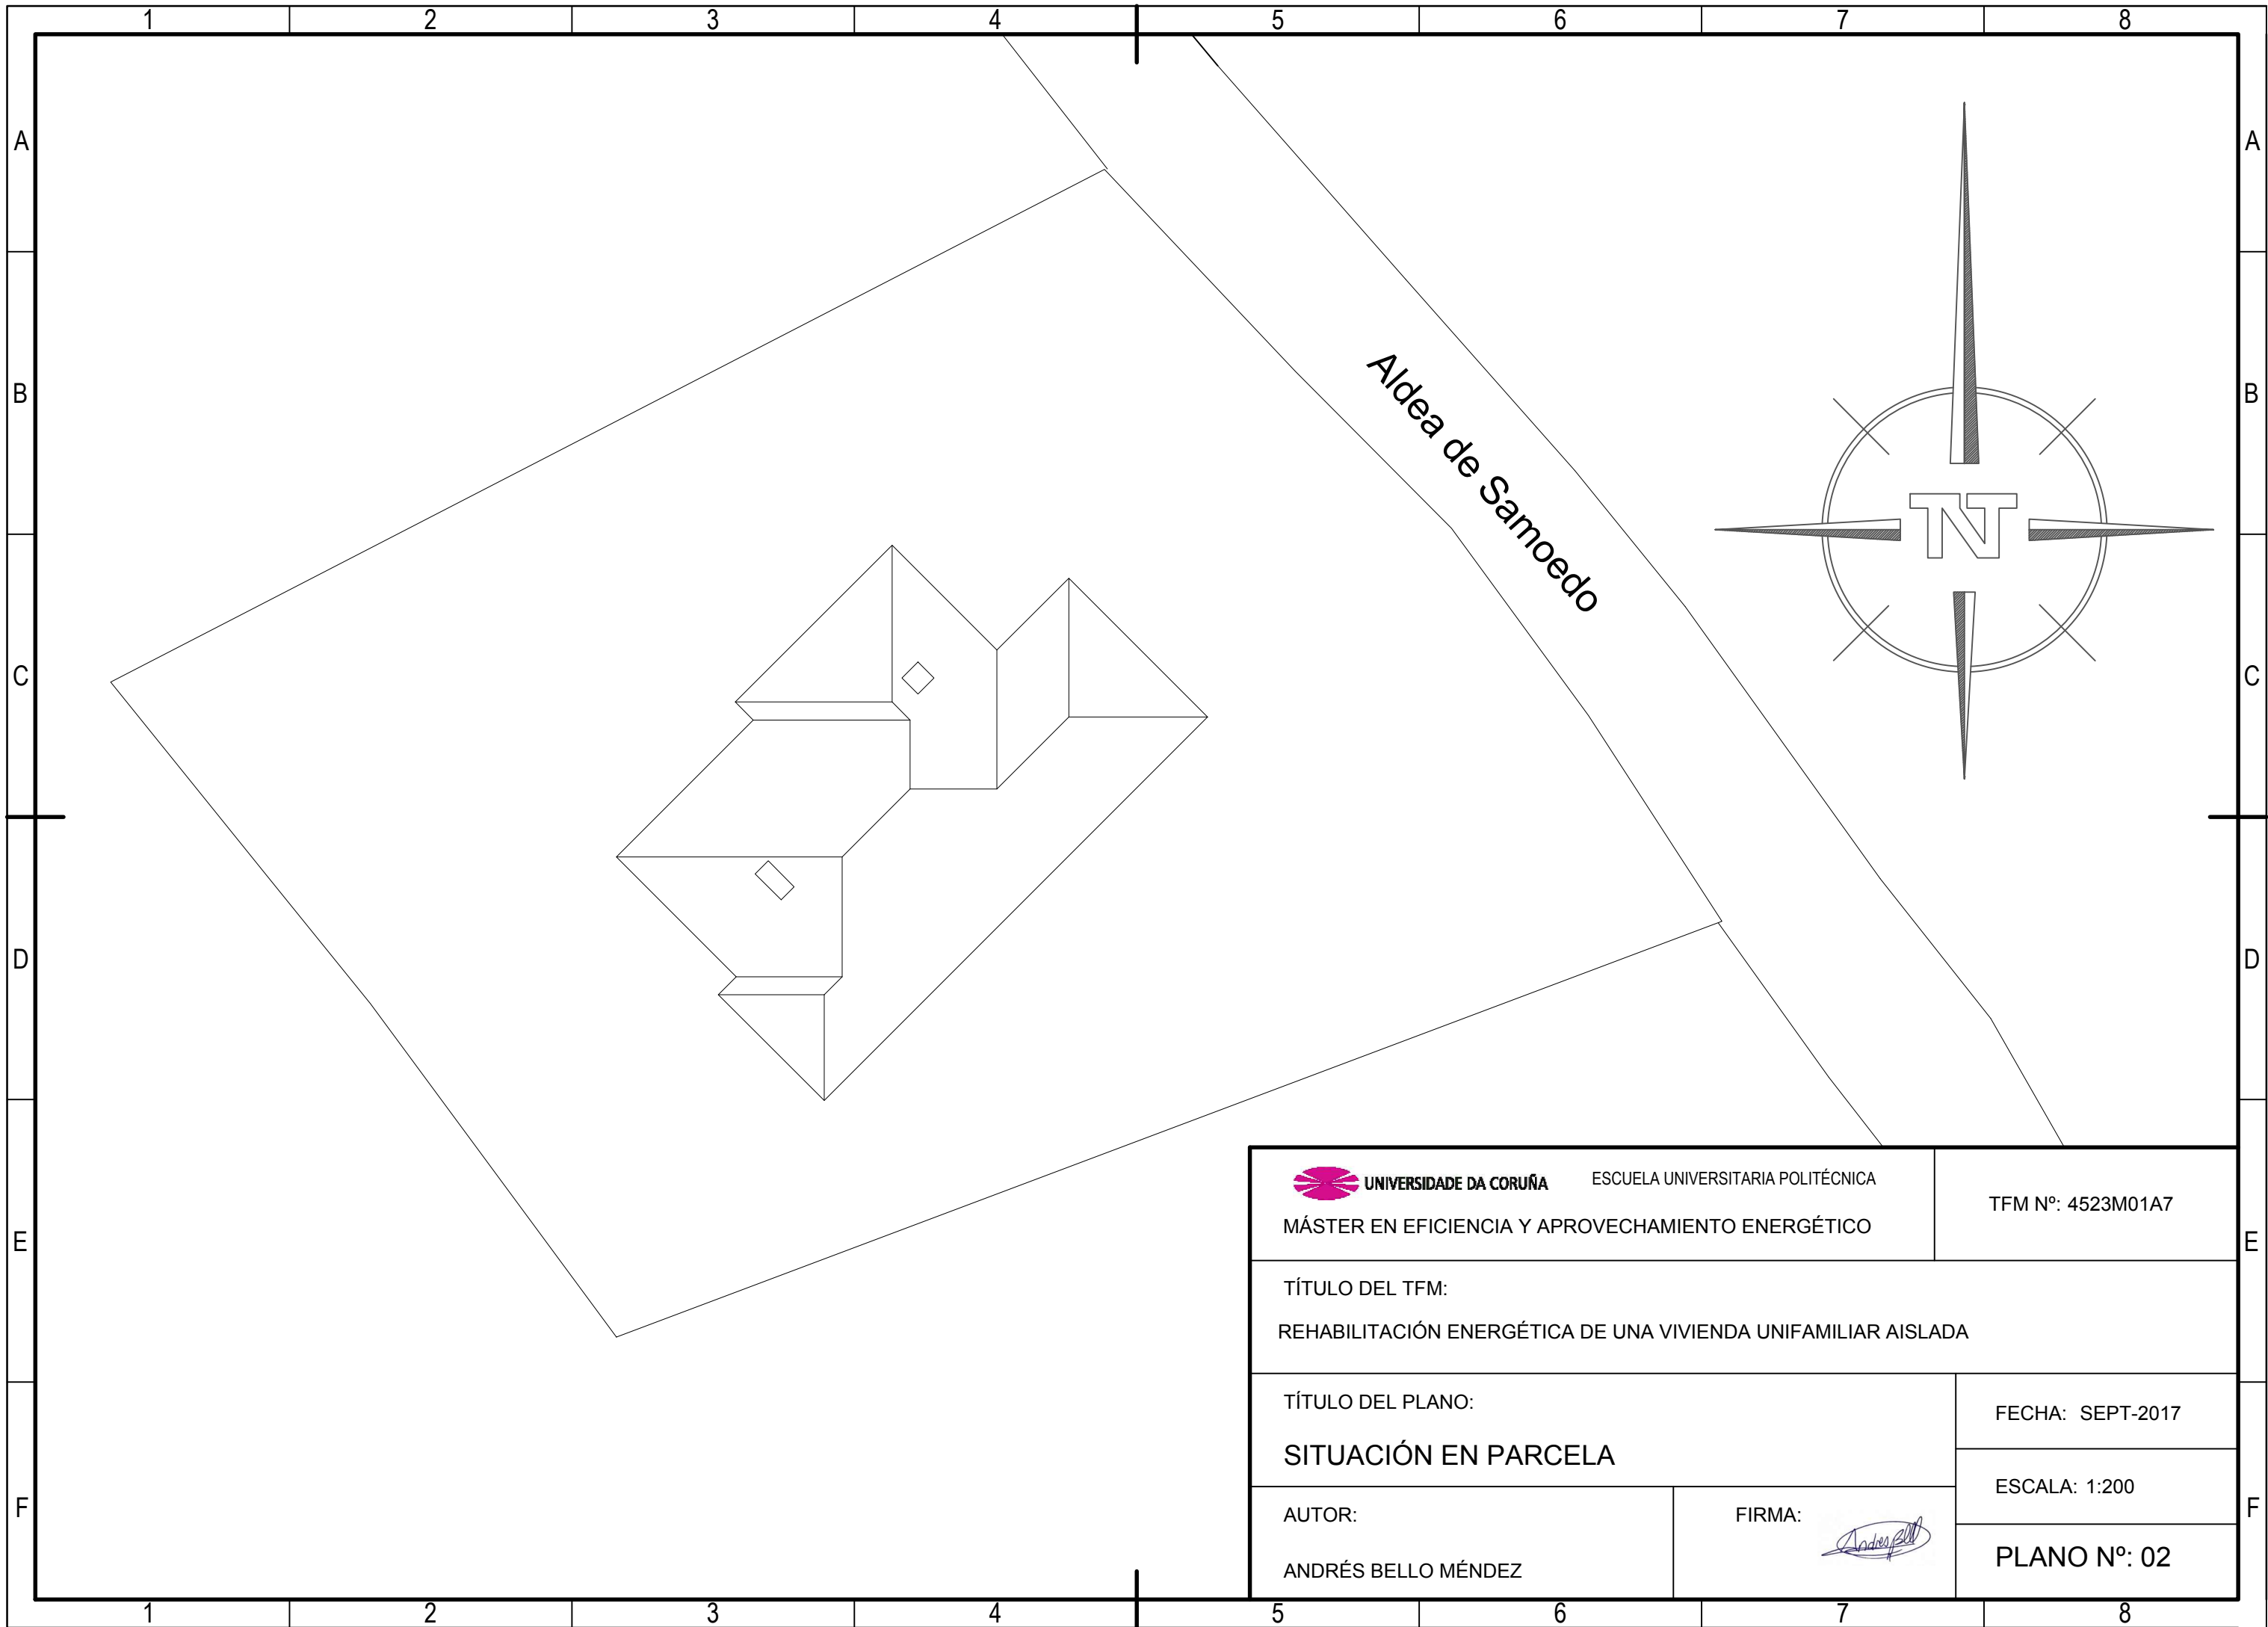 1 2 3 4 5 6 7 8
A A
B B
C C
D D
E E
F F
Aldea de Samoedo
N
UNIVERSIDADE DA CORUÑA ESCUELA UNIVERSITARIA POLITÉCNICA
MÁSTER EN EFICIENCIA Y APROVECHAMIENTO ENERGÉTICO
TFM Nº: 4523M01A7
TÍTULO DEL TFM:
REHABILITACIÓN ENERGÉTICA DE UNA VIVIENDA UNIFAMILIAR AISLADA
TÍTULO DEL PLANO:
SITUACIÓN EN PARCELA
FECHA: SEPT-2017
ESCALA: 1:200
AUTOR:
ANDRÉS BELLO MÉNDEZ
FIRMA:
Andres Bell
PLANO Nº: 02
1 2 3 4 5 6 7 8